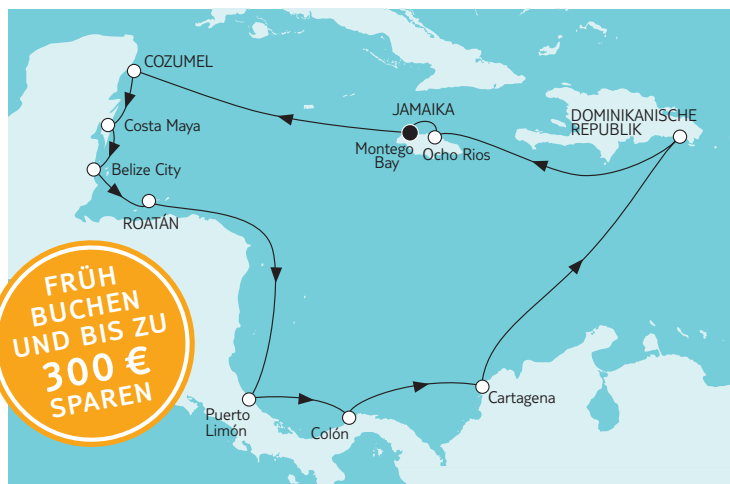 COZUMEL
Costa Maya
Belize City
ROATÁN
JAMAIKA
Montego
Bay
Ocho Rios
DOMINIKANISCHE
REPUBLIK
FRÜH
BUCHEN
UND BIS ZU
300 €
SPAREN
Puerto
Limón
Colón
Cartagena